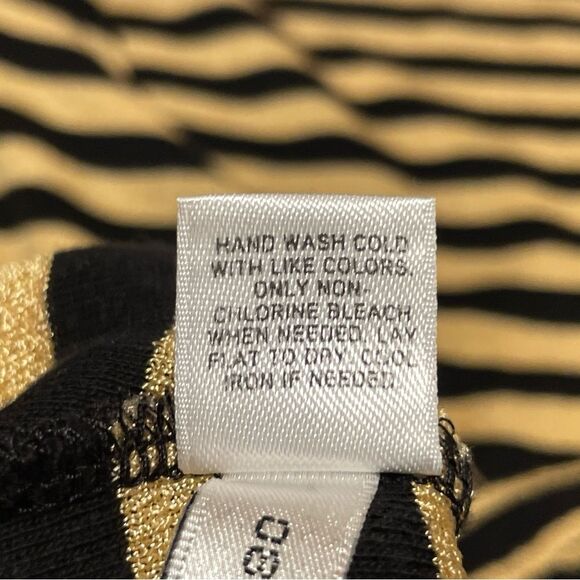 HAND WASH COLD
WITH LIKE COLORS.
ONLY NON-
CHLORINE BLEACH
WHEN NEEDED. LAY
FLAT TO DRY. COOL
IRON IF NEEDED